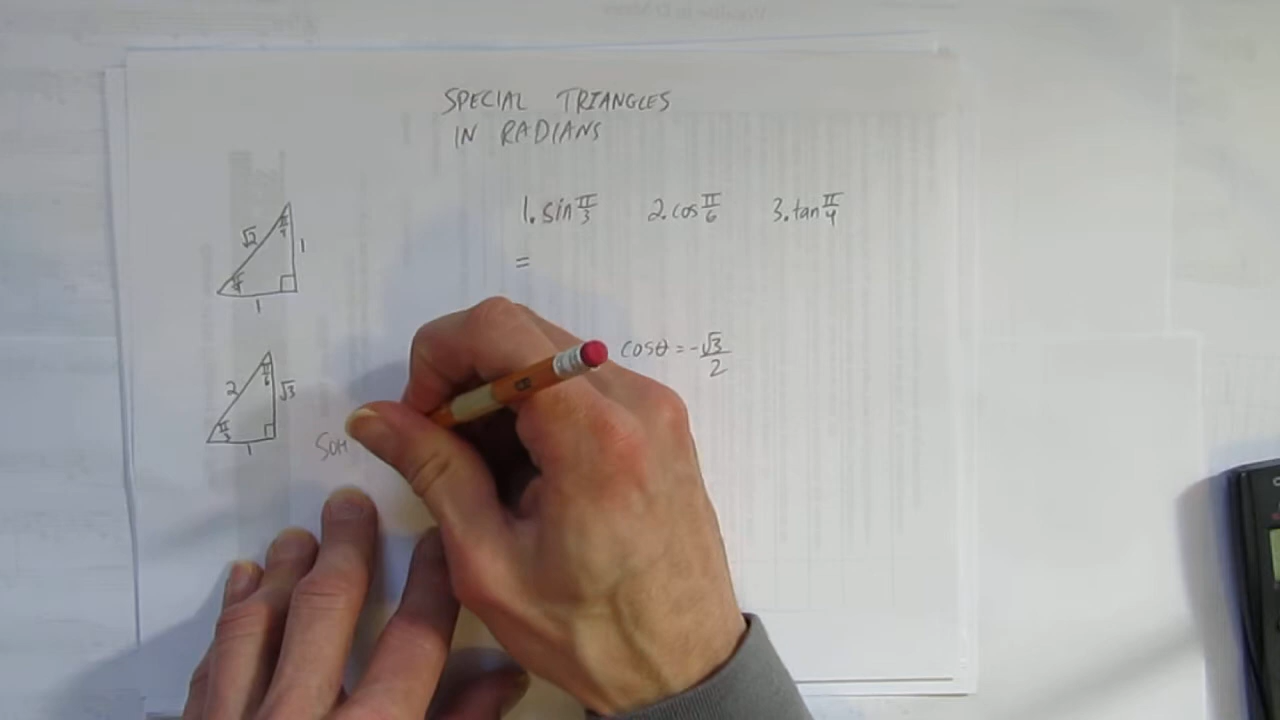 SPECIAL TRIANGLES
IN RADIANS
1. sin π/3 2. cos π/6 3. tan π/4
=
√2 π/4 1
π/4
1
cosθ = -√3/2
2 π/6 √3
π/3
1
SOH